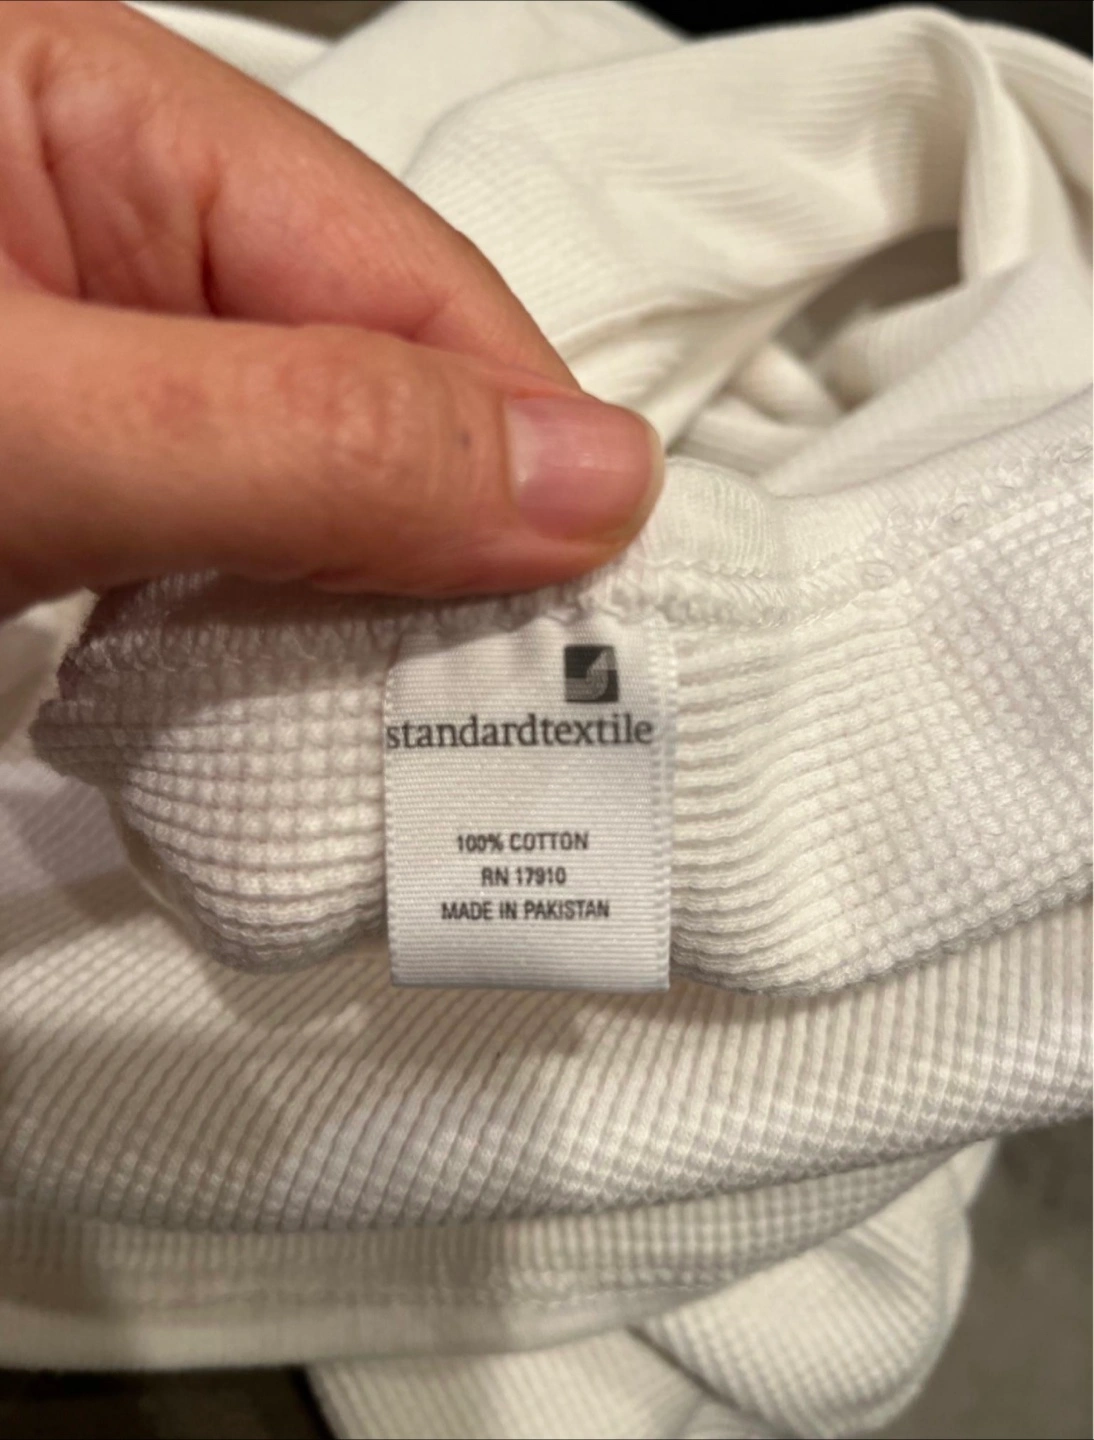 standardtextile
100% COTTON
RN 17910
MADE IN PAKISTAN